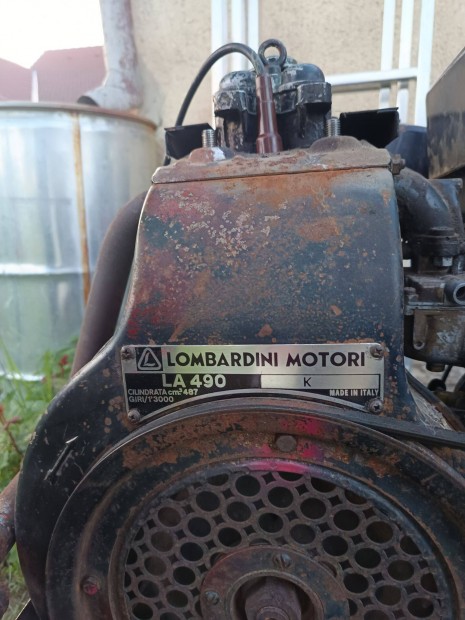 LOMBARDINI MOTORI
LA 490 K
CILINDRATA cm³ 487
GIRI/1' 3000 MADE IN ITALY